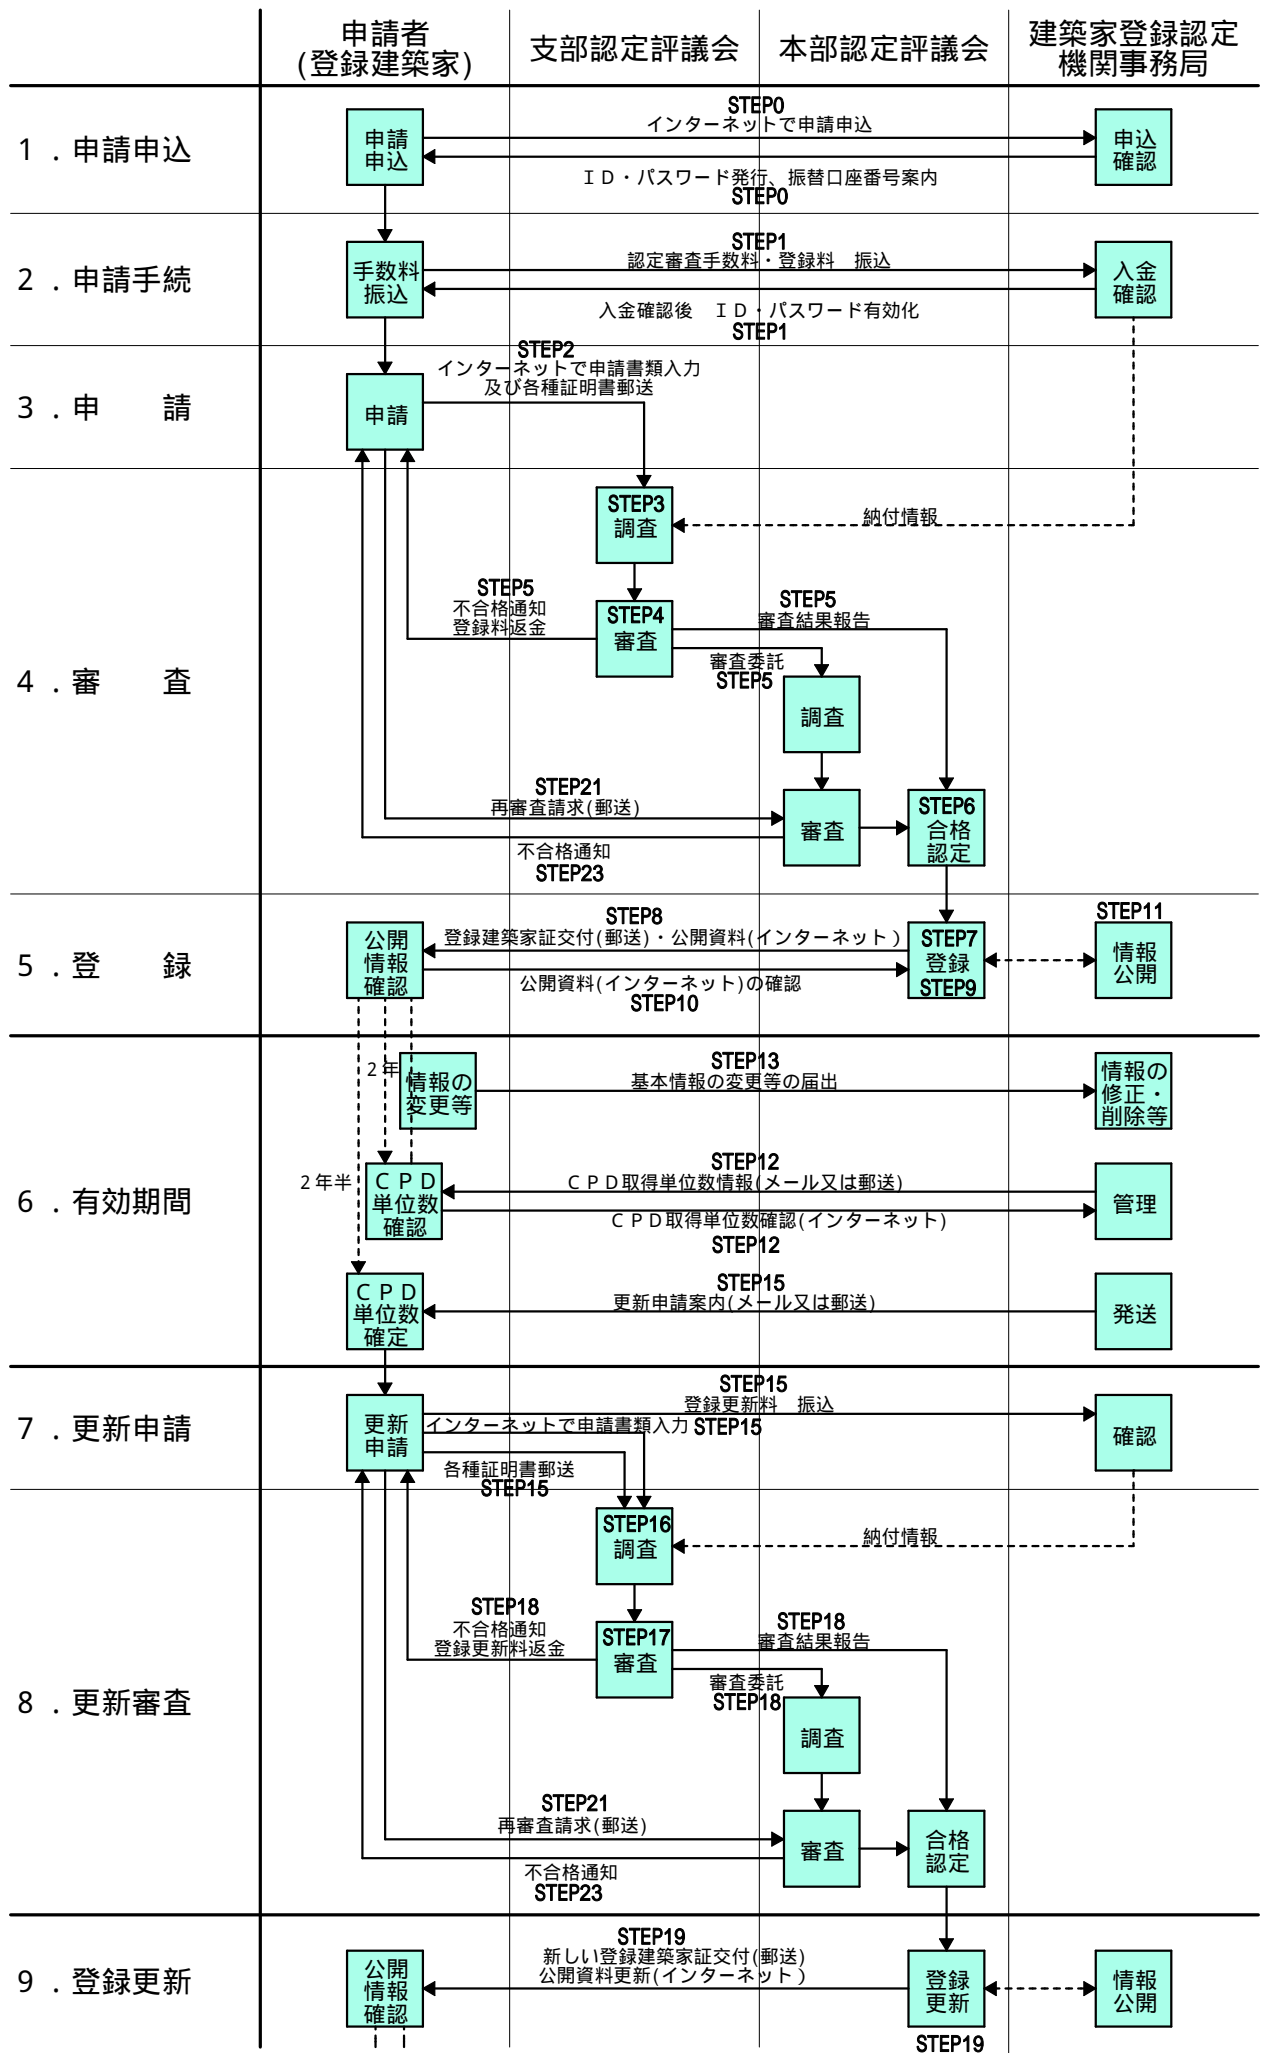 申請者
(登録建築家)
支部認定評議会
本部認定評議会
建築家登録認定
機関事務局
1．申請申込
申請
申込
STEP0
インターネットで申請申込
ＩＤ・パスワード発行、振替口座番号案内
STEP0
申込
確認
2．申請手続
手数料
振込
STEP1
認定審査手数料・登録料　振込
入金確認後　ＩＤ・パスワード有効化
STEP1
入金
確認
3．申　　請
申請
STEP2
インターネットで申請書類入力
及び各種証明書郵送
4．審　　査
STEP3
調査
納付情報
STEP5
不合格通知
登録料返金
STEP4
審査
STEP5
審査結果報告
審査委託
STEP5
調査
STEP21
再審査請求(郵送)
不合格通知
STEP23
審査
STEP6
合格
認定
5．登　　録
公開
情報
確認
STEP8
登録建築家証交付(郵送)・公開資料(インターネット)
公開資料(インターネット)の確認
STEP10
STEP7
登録
STEP9
STEP11
情報
公開
6．有効期間
2年
情報の
変更等
STEP13
基本情報の変更等の届出
情報の
修正・
削除等
2年半
ＣＰＤ
単位数
確認
STEP12
ＣＰＤ取得単位数情報(メール又は郵送)
ＣＰＤ取得単位数確認(インターネット)
STEP12
管理
ＣＰＤ
単位数
確定
STEP15
更新申請案内(メール又は郵送)
発送
7．更新申請
更新
申請
STEP15
登録更新料　振込
インターネットで申請書類入力 STEP15
各種証明書郵送
STEP15
確認
8．更新審査
STEP16
調査
納付情報
STEP18
不合格通知
登録更新料返金
STEP17
審査
STEP18
審査結果報告
審査委託
STEP18
調査
STEP21
再審査請求(郵送)
不合格通知
STEP23
審査
合格
認定
9．登録更新
公開
情報
確認
STEP19
新しい登録建築家証交付(郵送)
公開資料更新(インターネット)
登録
更新
STEP19
情報
公開